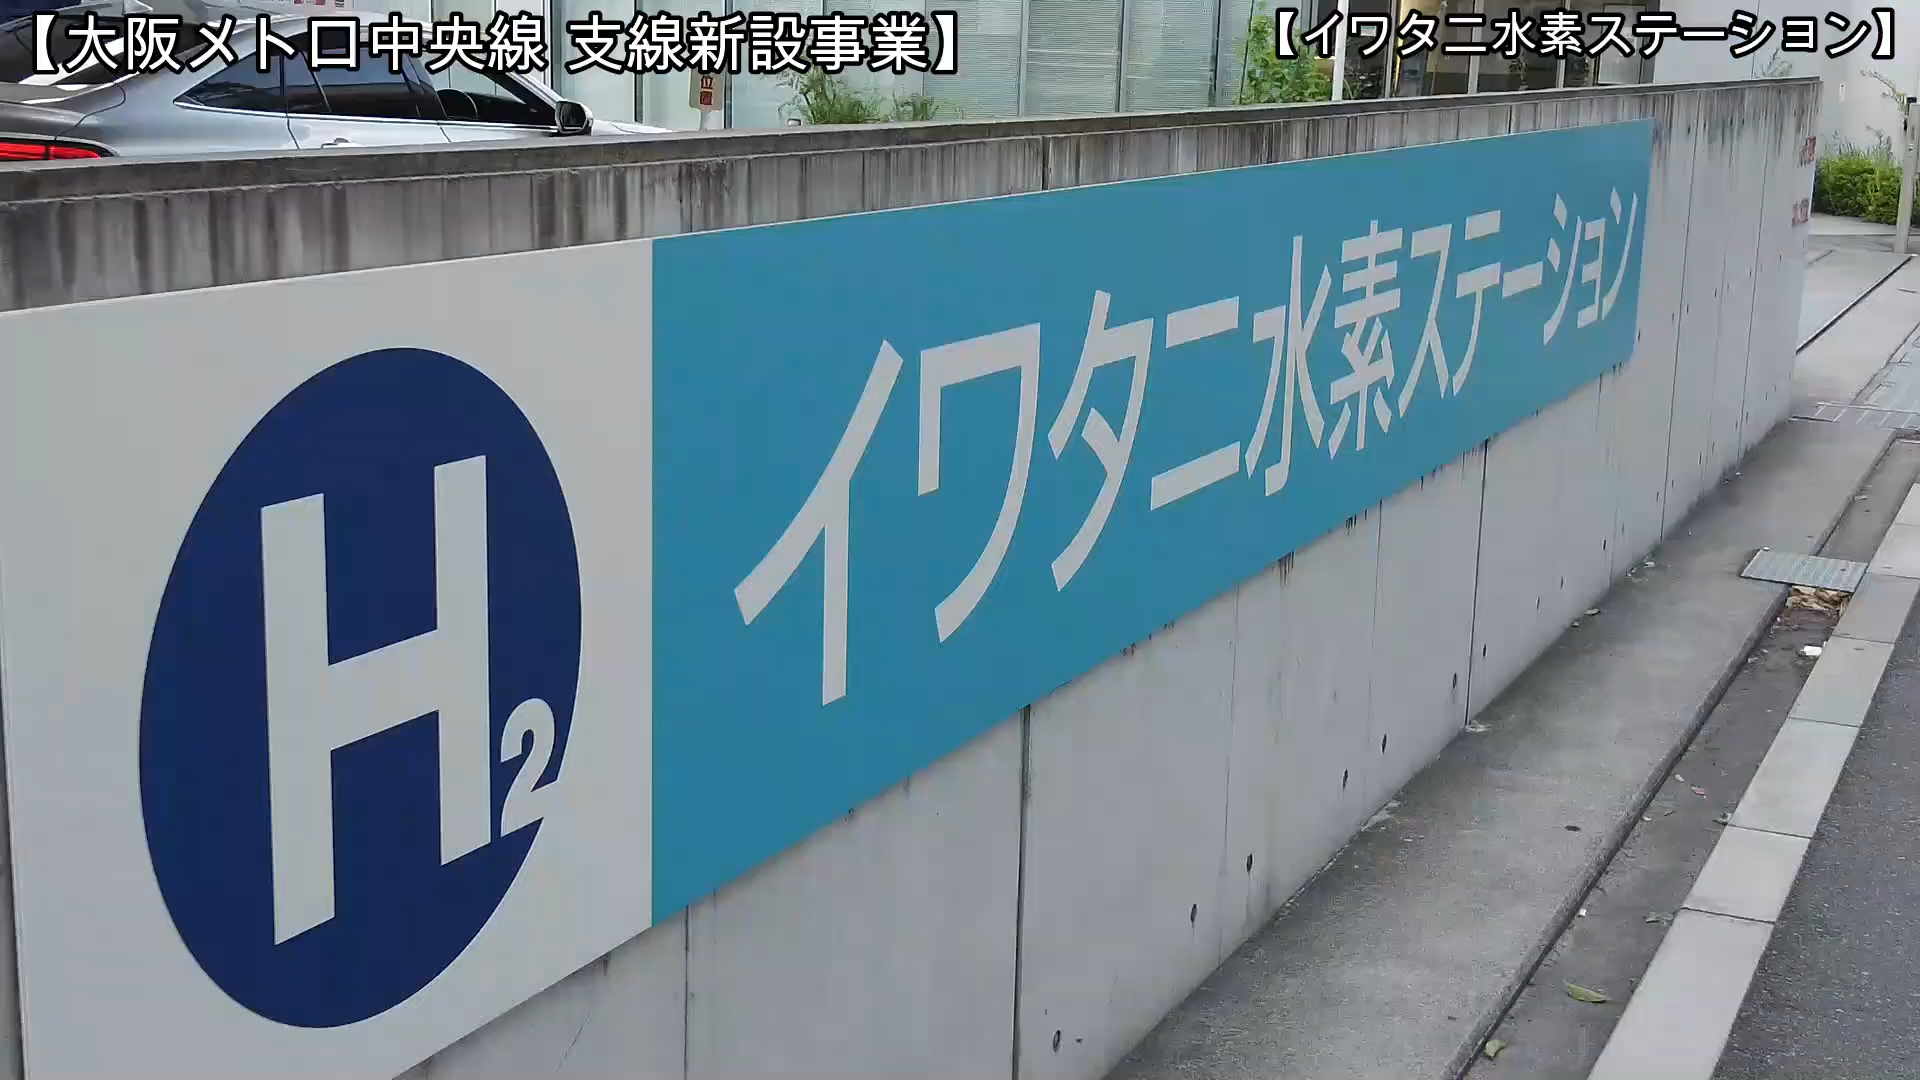 【大阪メトロ中央線 支線新設事業】
【イワタニ水素ステーション】
H2
イワタニ水素ステーション